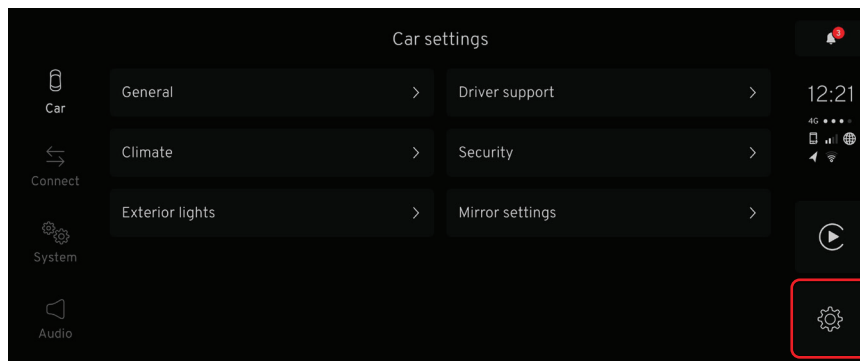 Car settings
3
Car
General
Driver support
12:21
4G
Climate
Security
Connect
Exterior lights
Mirror settings
System
Audio